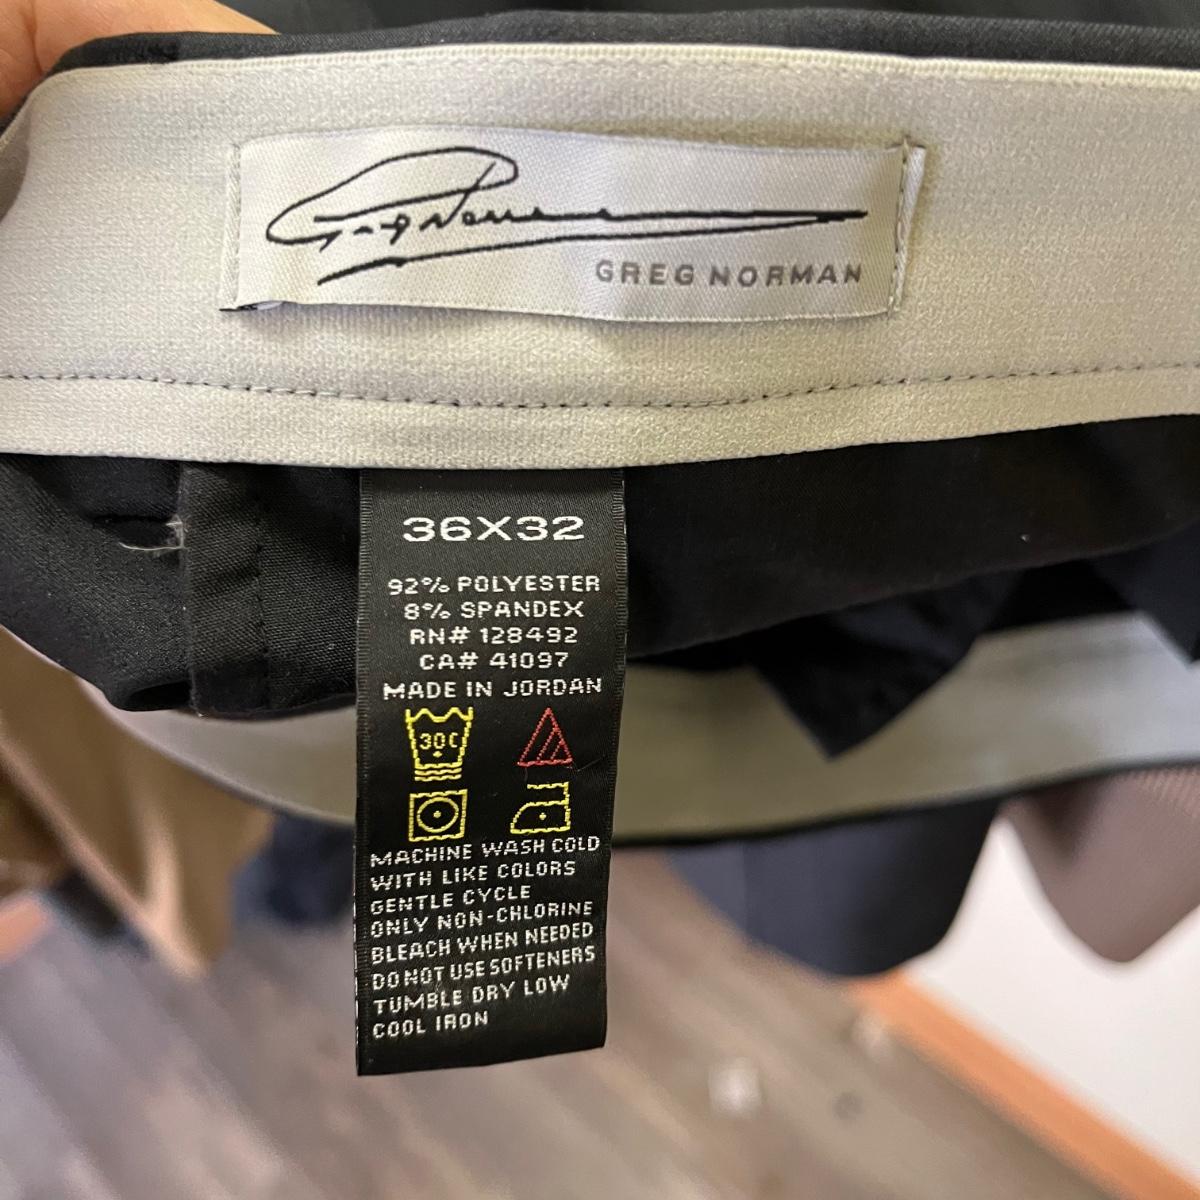 Greg Norman
GREG NORMAN
36X32
92% POLYESTER
8% SPANDEX
RN# 128492
CA# 41097
MADE IN JORDAN
30C
MACHINE WASH COLD
WITH LIKE COLORS
GENTLE CYCLE
ONLY NON-CHLORINE
BLEACH WHEN NEEDED
DO NOT USE SOFTENERS
TUMBLE DRY LOW
COOL IRON